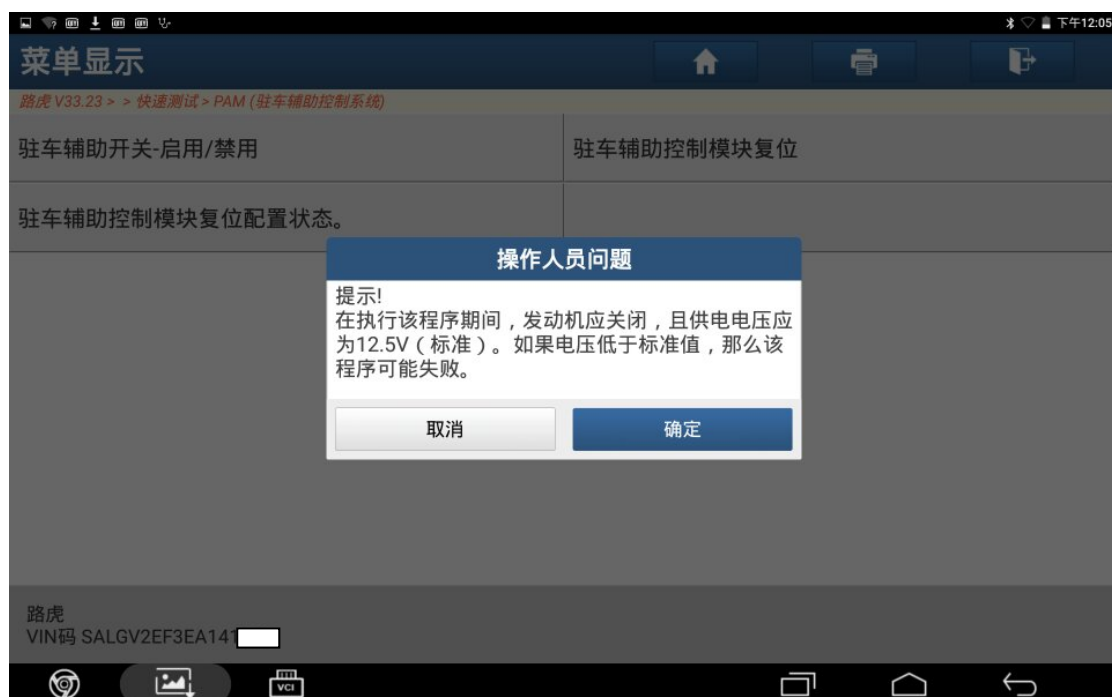 下午12:05
菜单显示
路虎 V33.23 > > 快速测试 > PAM (驻车辅助控制系统)
驻车辅助开关-启用/禁用
驻车辅助控制模块复位
驻车辅助控制模块复位配置状态。
操作人员问题
提示!
在执行该程序期间，发动机应关闭，且供电电压应
为12.5V（标准）。如果电压低于标准值，那么该
程序可能失败。
取消
确定
路虎
VIN码 SALGV2EF3EA141
VCI